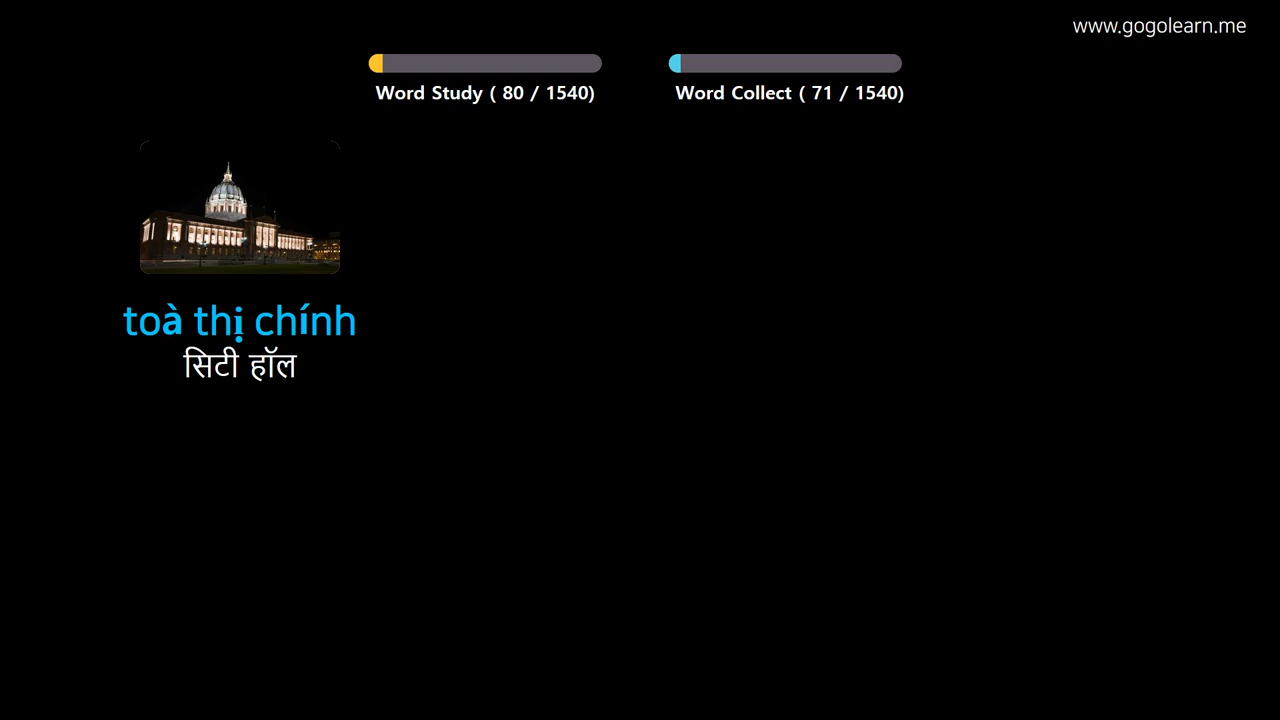 www.gogolearn.me
Word Study ( 80 / 1540)
Word Collect ( 71 / 1540)
toà thị chính
सिटी हॉल